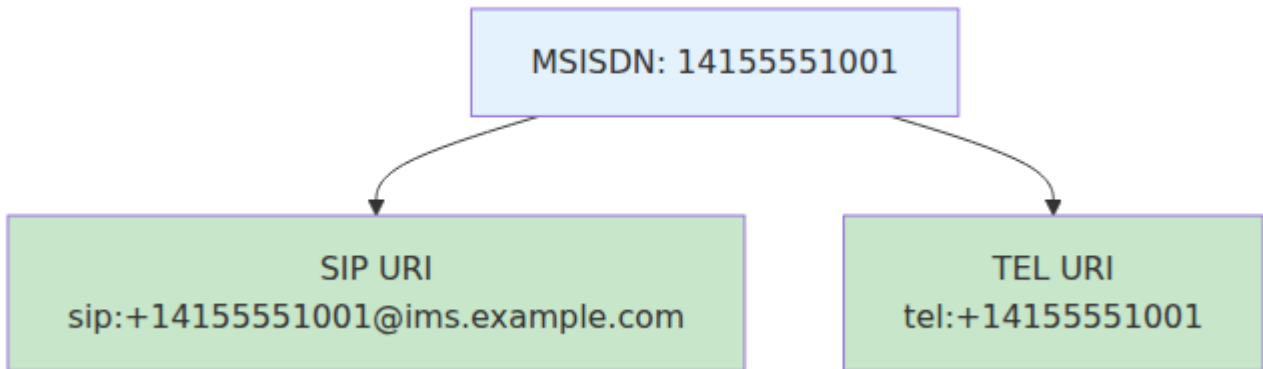 MSISDN: 14155551001
SIP URI
sip:+14155551001@ims.example.com
TEL URI
tel:+14155551001